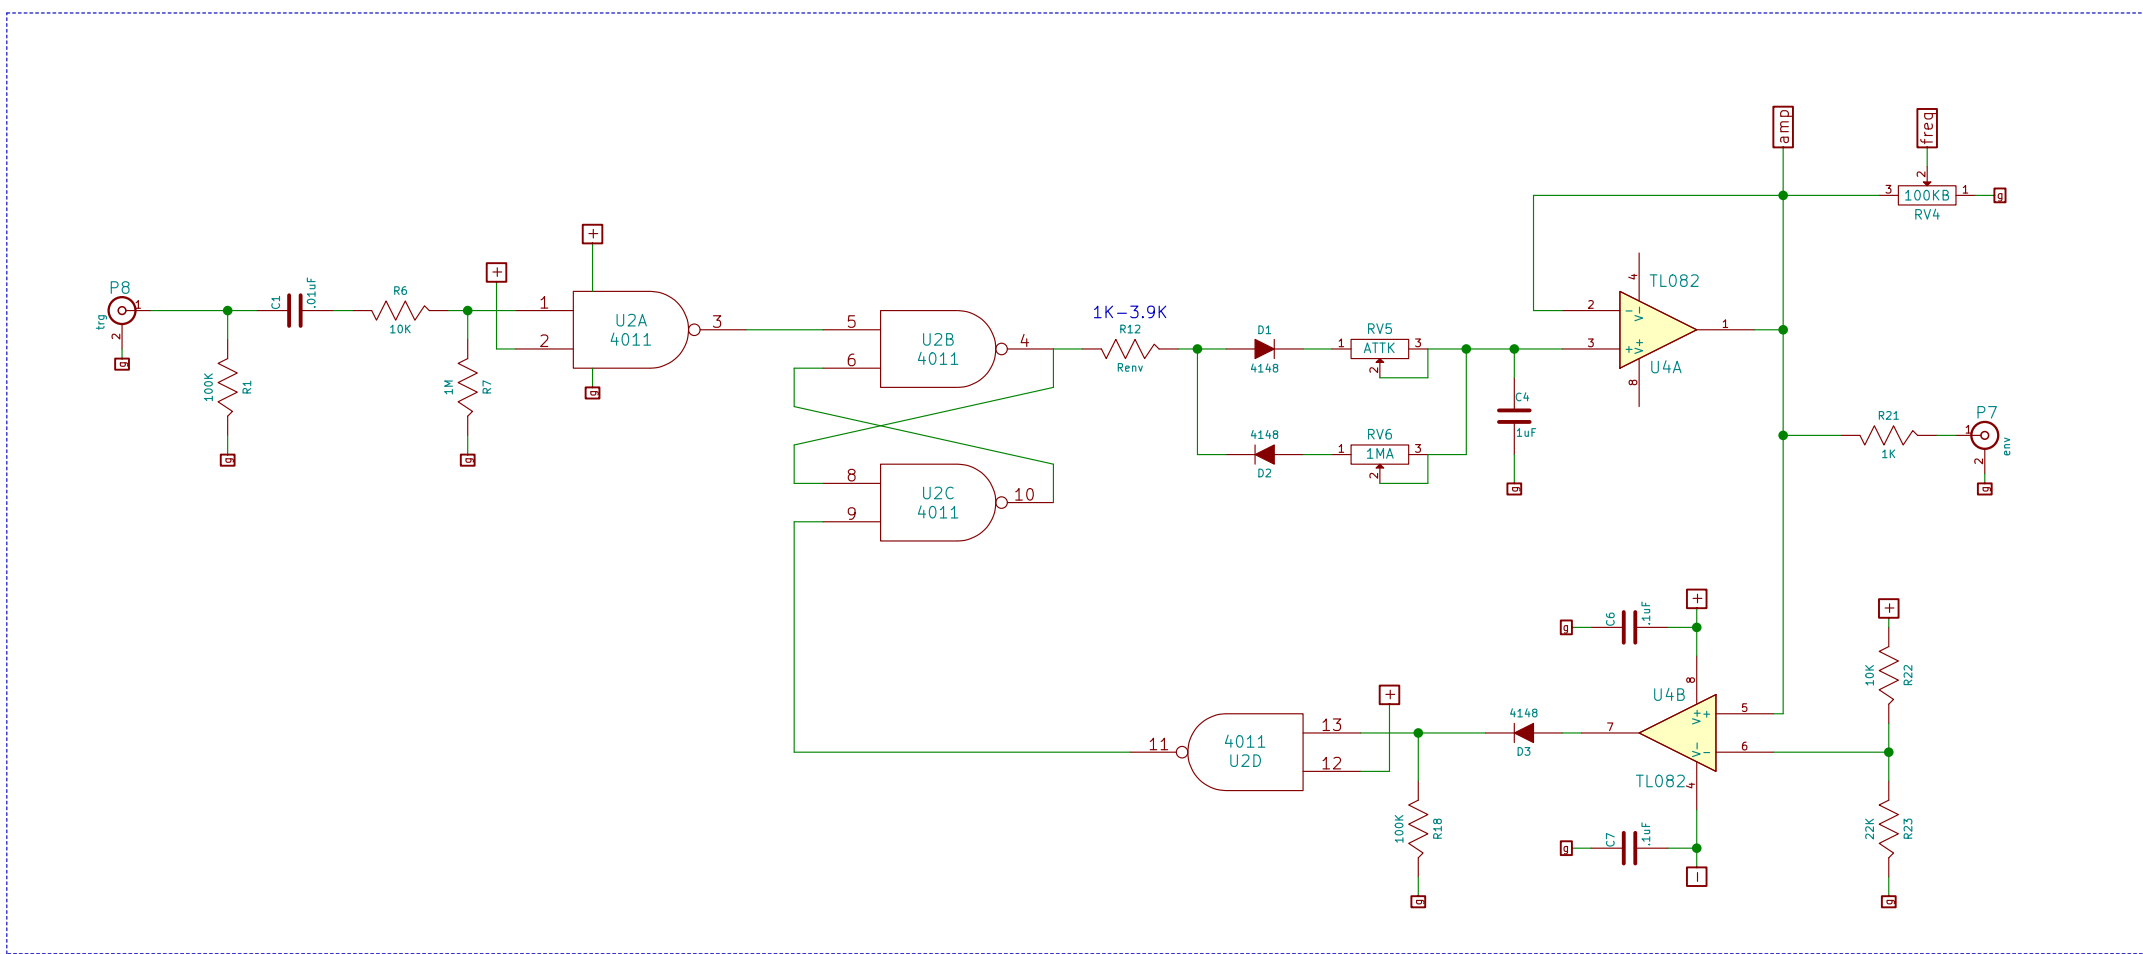 P8
trg
1
2
g
100K
R1
g
C1
.01uF
R6
10K
+
1M
R7
g
+
1
2
U2A
4011
3
g
5
6
U2B
4011
4
8
9
U2C
4011
10
1K-3.9K
R12
Renv
D1
4148
4148
D2
RV5
1
ATTK
3
2
RV6
1
1MA
3
2
C4
1uF
g
2
3
-
+
V-
V+
4
8
1
TL082
U4A
amp
freq
2
3
100KB
1
RV4
g
R21
1K
P7
1
2
env
g
+
g
C6
.1uF
8
U4B
V+
+
V-
-
5
6
7
TL082
4
g
C7
.1uF
-
+
10K
R22
22K
R23
g
4148
D3
+
13
12
4011
U2D
11
100K
R18
g